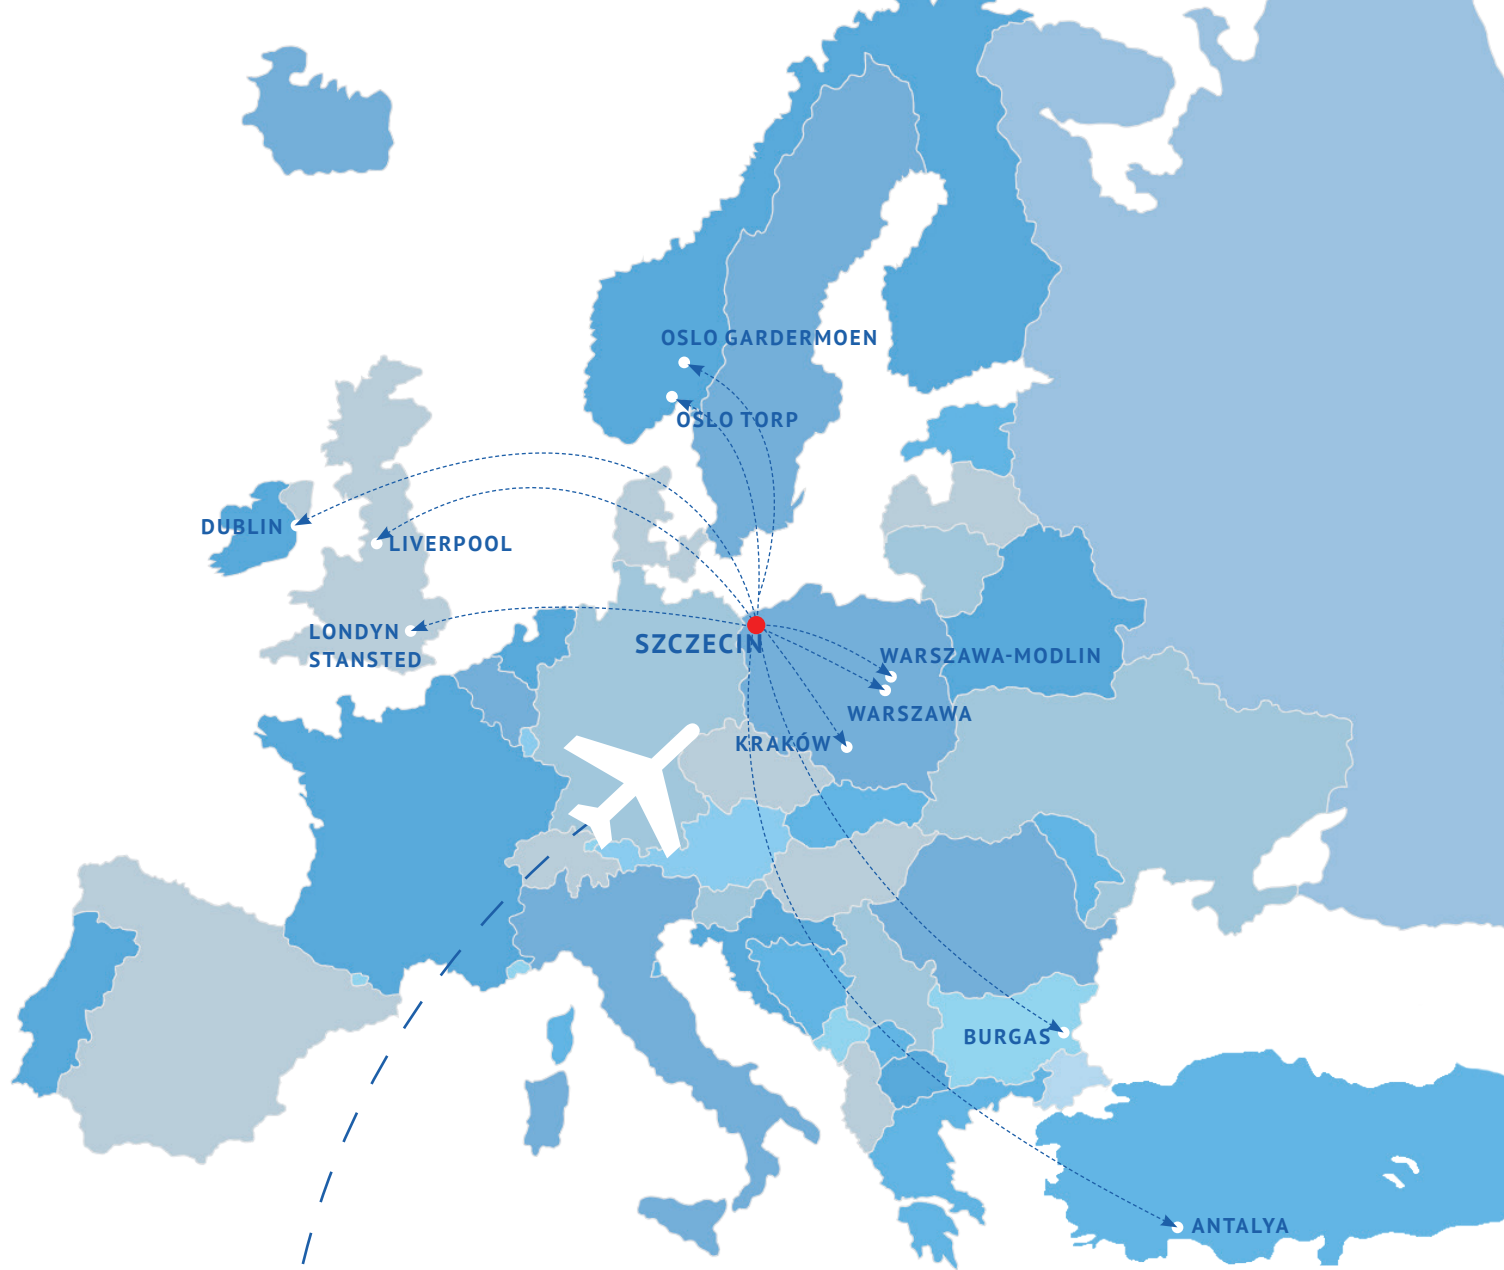 OSLO GARDERMOEN
OSLO TORP
DUBLIN
LIVERPOOL
LONDYN
STANSTED
SZCZECIN
WARSZAWA-MODLIN
WARSZAWA
KRAKÓW
BURGAS
ANTALYA